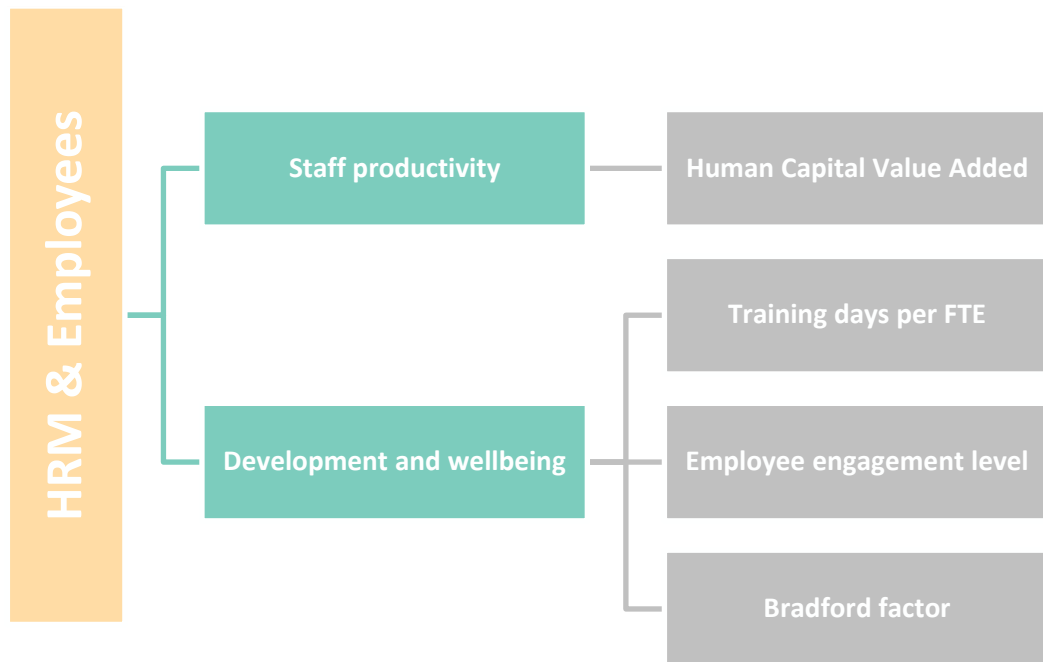 HRM & Employees
Staff productivity
Human Capital Value Added
Development and wellbeing
Training days per FTE
Employee engagement level
Bradford factor